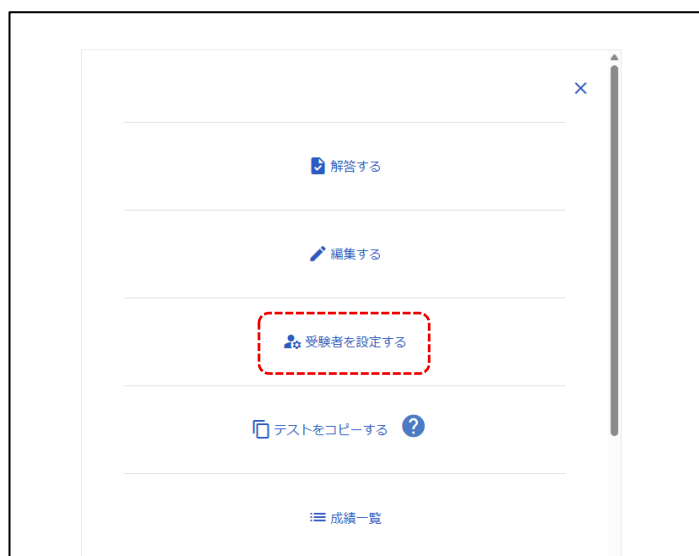 解答する
編集する
受験者を設定する
テストをコピーする ?
成績一覧